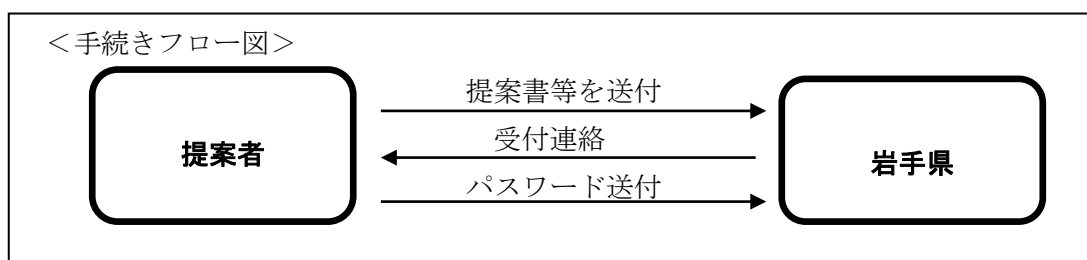 ＜手続きフロー図＞
提案書等を送付
提案者
受付連絡
岩手県
パスワード送付